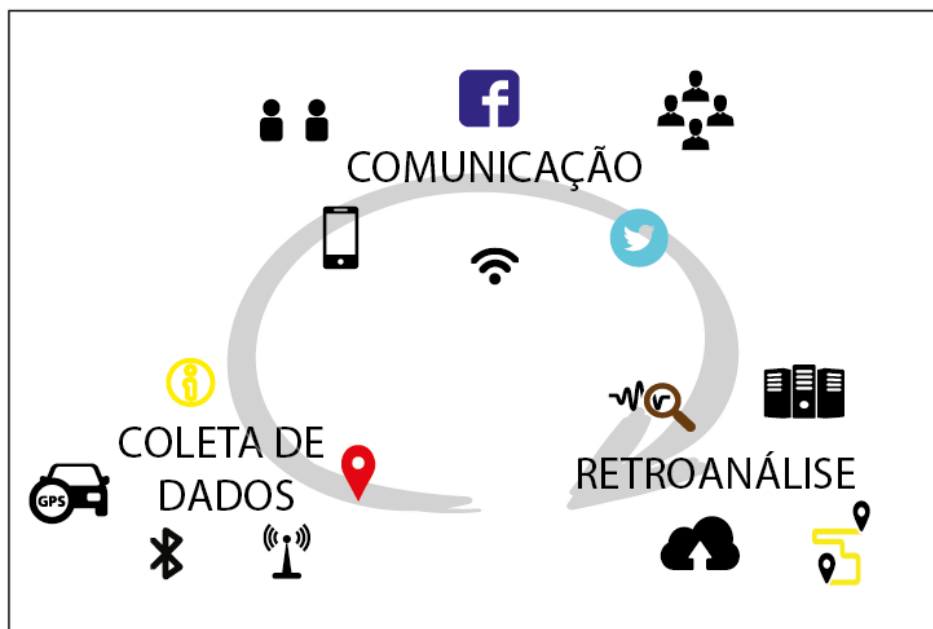 COMUNICAÇÃO
COLETA DE
DADOS
GPS
RETROANÁLISE